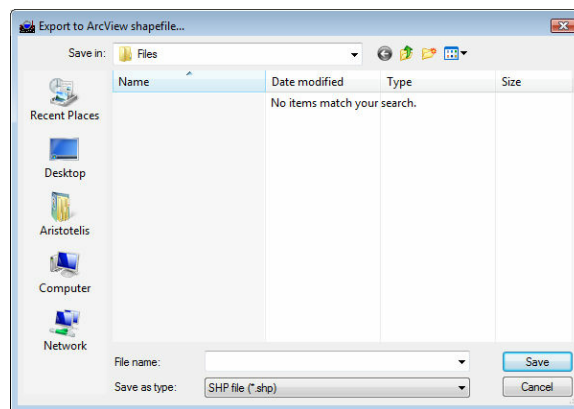 Export to ArcView shapefile...
Save in: Files
Name Date modified Type Size
No items match your search.
Recent Places
Desktop
Aristotelis
Computer
Network
File name: Save
Save as type: SHP file (*.shp) Cancel